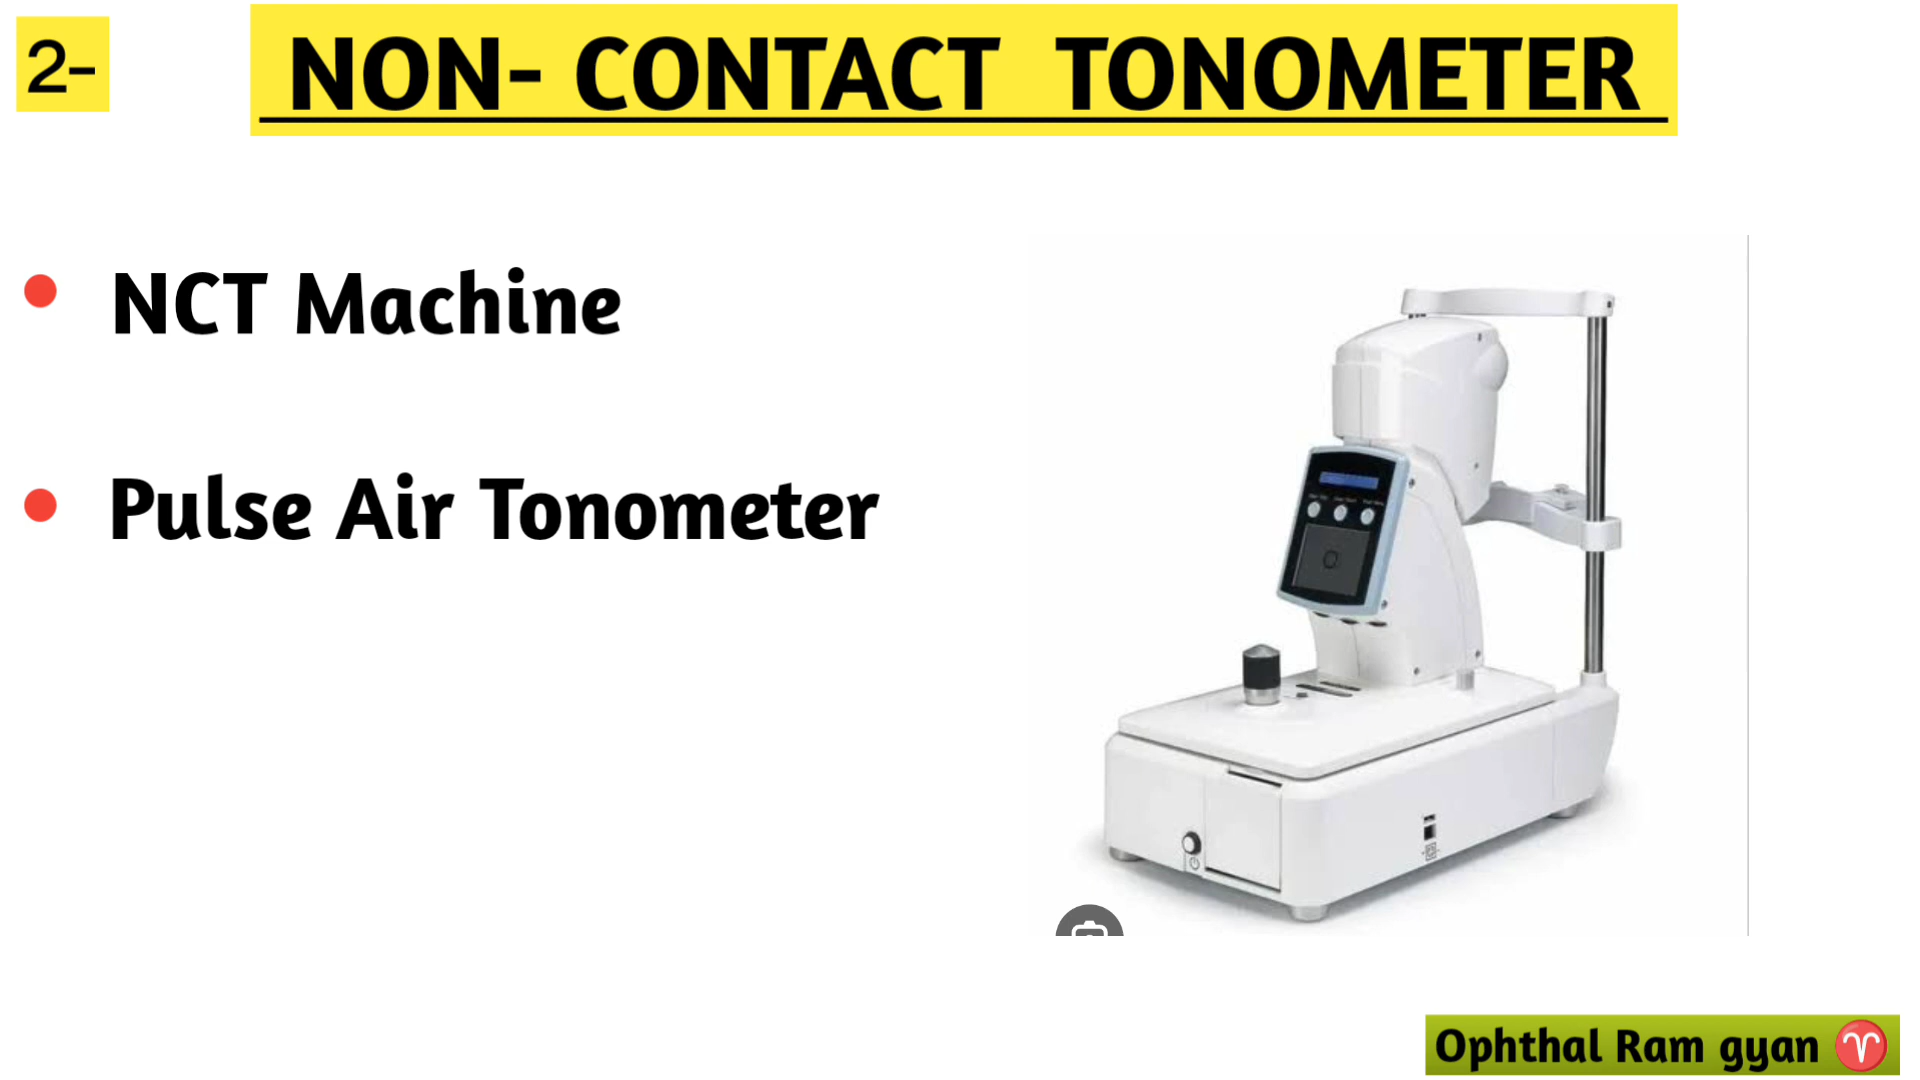 2-
NON- CONTACT TONOMETER
NCT Machine
Pulse Air Tonometer
Ophthal Ram gyan ♈